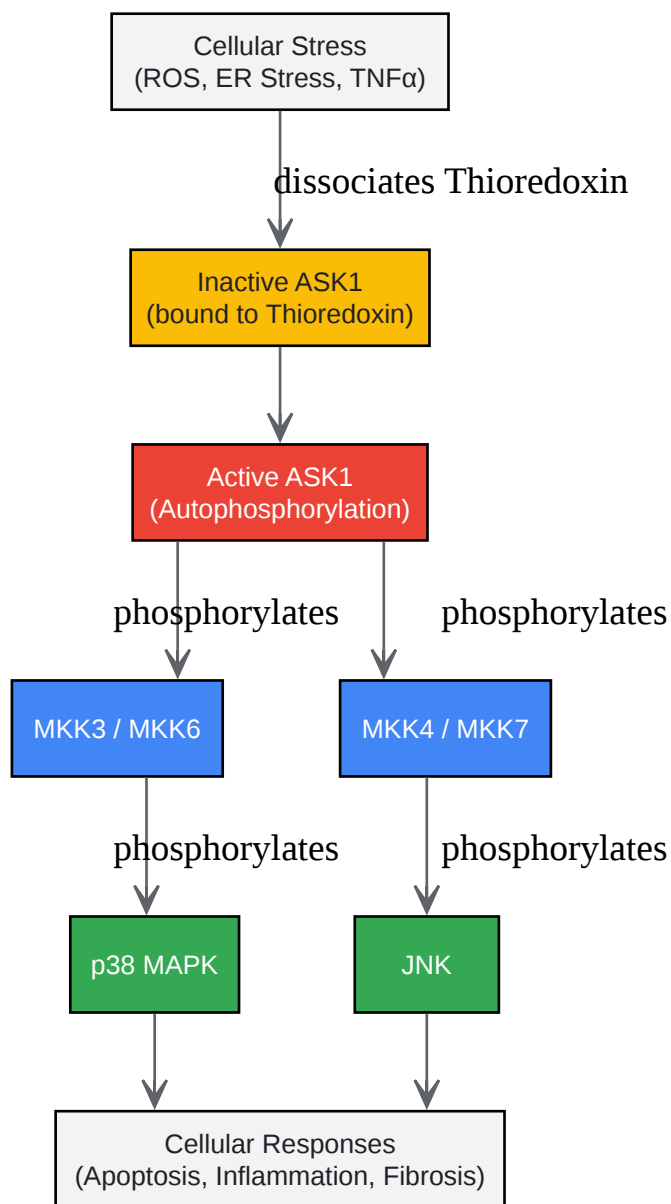 Cellular Stress
(ROS, ER Stress, TNFα)
dissociates Thioredoxin
Inactive ASK1
(bound to Thioredoxin)
Active ASK1
(Autophosphorylation)
phosphorylates
phosphorylates
MKK3 / MKK6
MKK4 / MKK7
phosphorylates
phosphorylates
p38 MAPK
JNK
Cellular Responses
(Apoptosis, Inflammation, Fibrosis)